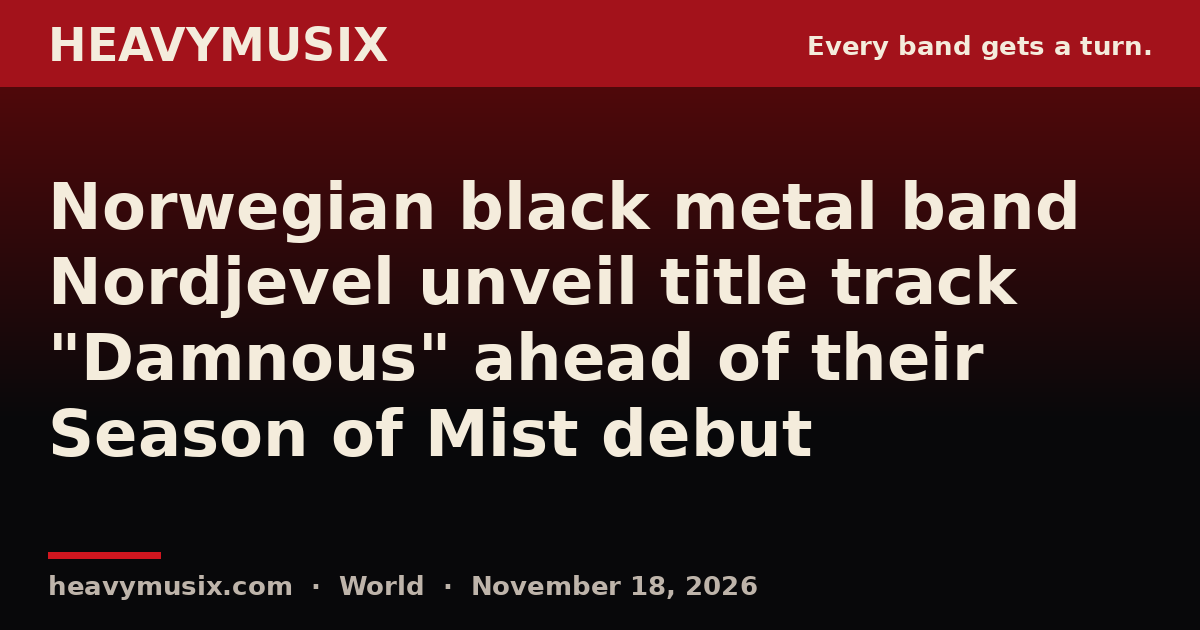 HEAVYMUSIX
Every band gets a turn.
Norwegian black metal band
Nordjevel unveil title track
"Damnous" ahead of their
Season of Mist debut
heavymusix.com · World · November 18, 2026